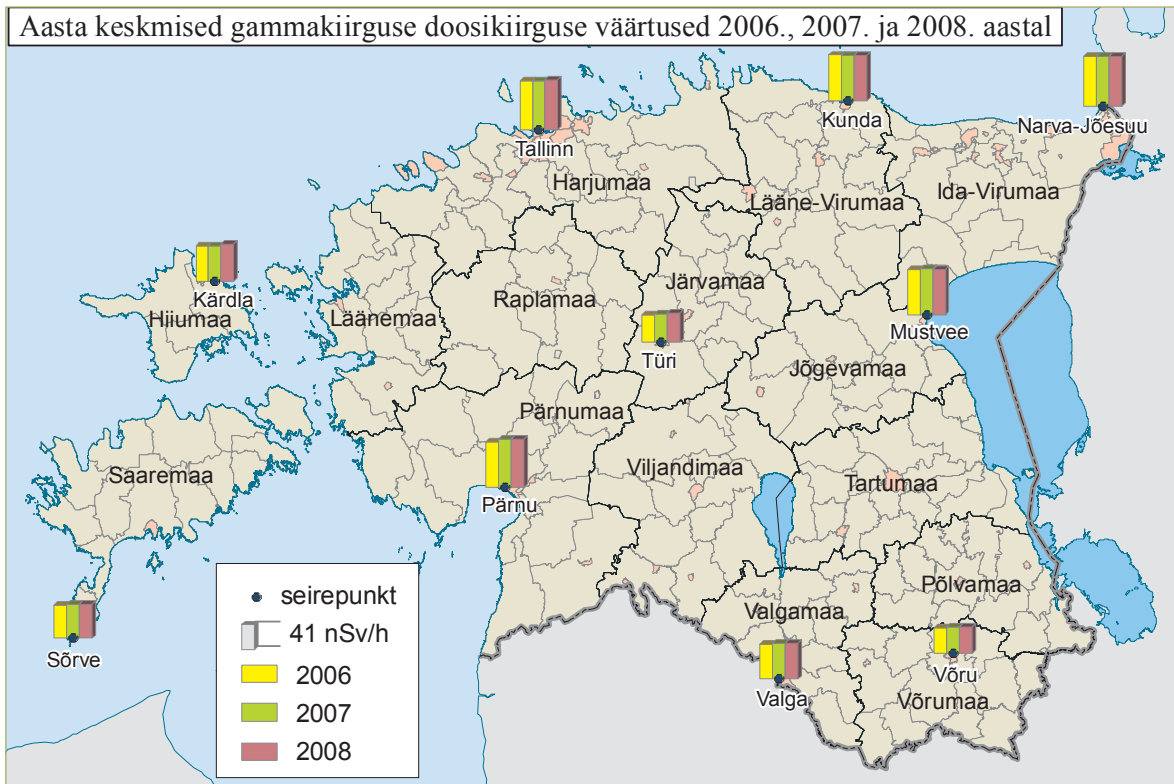 Aasta keskmised gammakiirguse doosikiirguse väärtused 2006., 2007. ja 2008. aastal
Kunda
Narva-Jõesuu
Tallinn
Harjumaa
Lääne-Virumaa
Ida-Virumaa
Kärdla
Hiiumaa
Läänemaa
Raplamaa
Järvamaa
Mustvee
Türi
Jõgevamaa
Pärnumaa
Saaremaa
Viljandimaa
Tartumaa
Pärnu
Põlvamaa
Valgamaa
Sõrve
Valga
Võru
Võrumaa
seirepunkt
41 nSv/h
2006
2007
2008